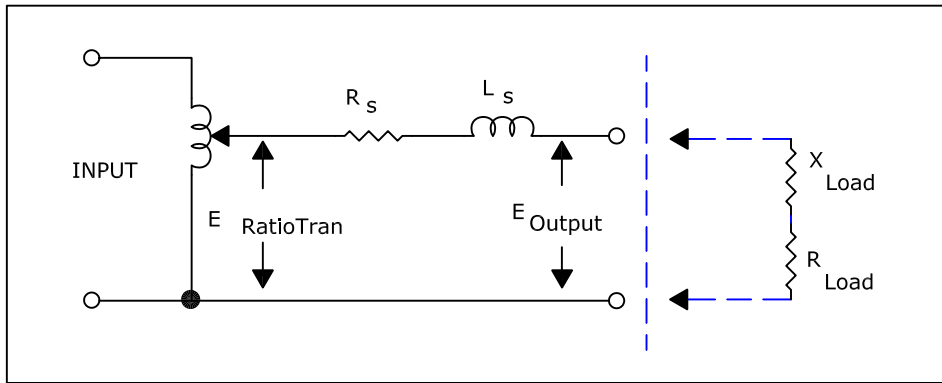 R s
L s
INPUT
E RatioTran
E Output
X Load
R Load